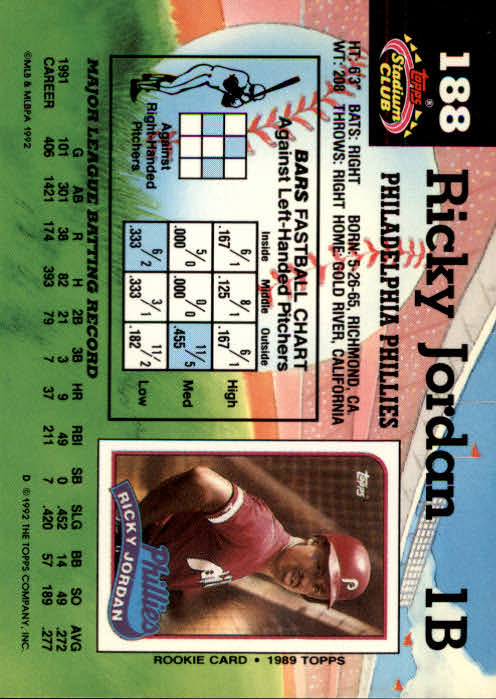 188
Ricky Jordan 1B
PHILADELPHIA PHILLIES
TOPPS
Stadium
CLUB
®
HT: 6'3" BATS: RIGHT BORN: 5-26-65, RICHMOND, CA
WT: 208 THROWS: RIGHT HOME: GOLD RIVER, CALIFORNIA
BARS FASTBALL CHART
Against Left-Handed Pitchers
Inside Middle Outside
6/1 8/1 6/1 High
.167 .125 .167
5/0 0/0 11/5 Med
.000 .000 .455
6/2 3/1 11/2 Low
.333 .333 .182
Against
Right-Handed
Pitchers
TOPPS
P
Phillies
RICKY JORDAN
ROOKIE CARD • 1989 TOPPS
MAJOR LEAGUE BATTING RECORD
G AB R H 2B 3B HR RBI SB SLG BB SO AVG
1991 101 301 38 82 21 3 9 49 0 .452 14 49 .272
CAREER 406 1421 174 393 79 7 37 211 7 .420 57 189 .277
©MLB & MLBPA 1992
D © 1992 THE TOPPS COMPANY, INC.